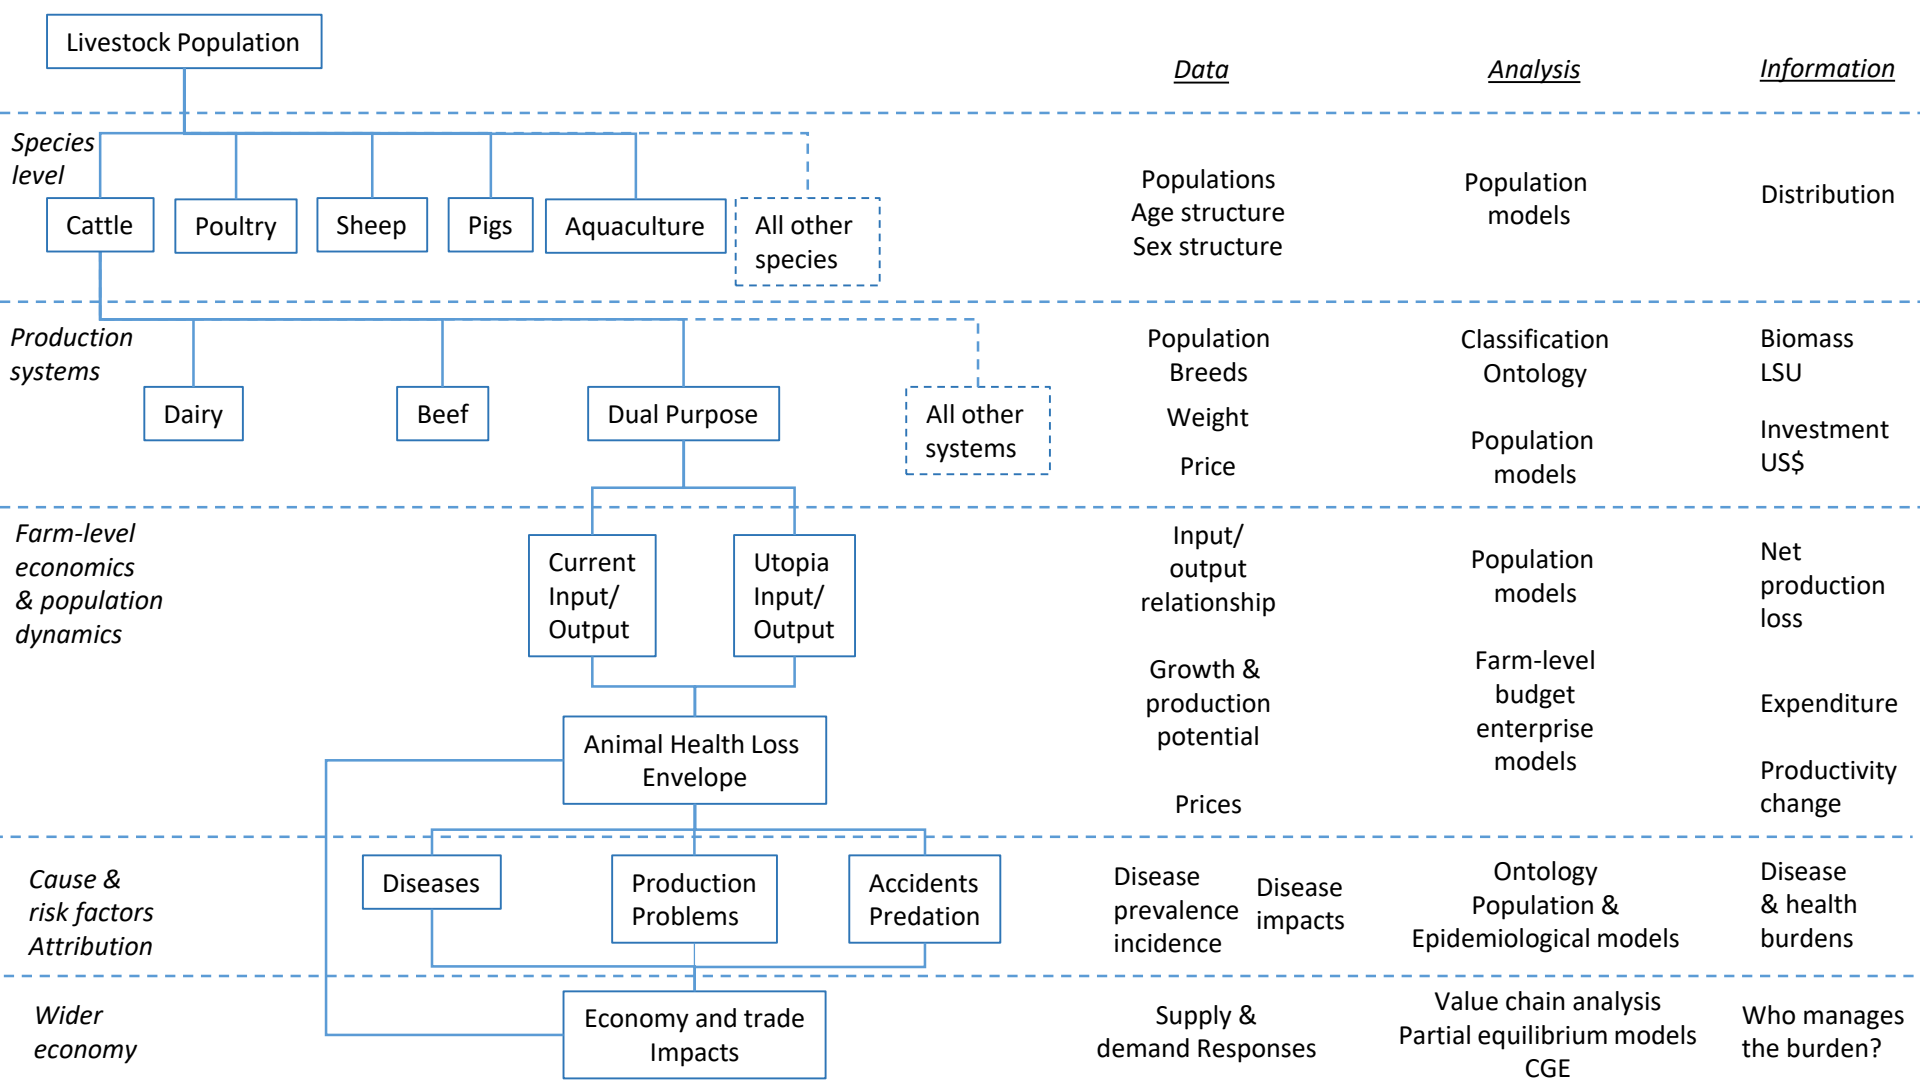 Livestock Population
Data
Analysis
Information
Species
level
Cattle
Poultry
Sheep
Pigs
Aquaculture
All other
species
Populations
Age structure
Sex structure
Population
models
Distribution
Production
systems
Dairy
Beef
Dual Purpose
All other
systems
Population
Breeds
Weight
Price
Classification
Ontology
Population
models
Biomass
LSU
Investment
US$
Farm-level
economics
& population
dynamics
Current
Input/
Output
Utopia
Input/
Output
Animal Health Loss
Envelope
Input/
output
relationship
Growth &
production
potential
Prices
Population
models
Farm-level
budget
enterprise
models
Net
production
loss
Expenditure
Productivity
change
Cause &
risk factors
Attribution
Diseases
Production
Problems
Accidents
Predation
Disease
prevalence
incidence
Disease
impacts
Ontology
Population &
Epidemiological models
Disease
& health
burdens
Wider
economy
Economy and trade
Impacts
Supply &
demand Responses
Value chain analysis
Partial equilibrium models
CGE
Who manages
the burden?